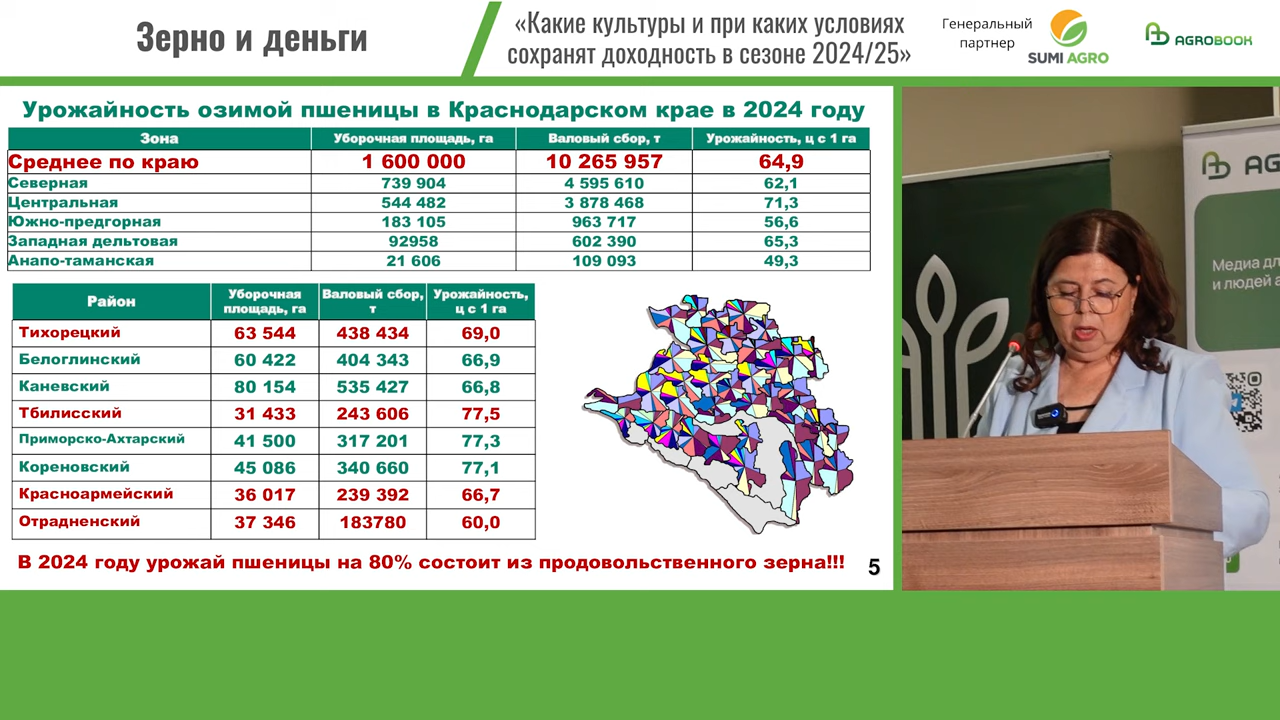 Зерно и деньги
«Какие культуры и при каких условиях
сохранят доходность в сезоне 2024/25»
Генеральный
партнер
SUMI AGRO
AGROBOOK
Урожайность озимой пшеницы в Краснодарском крае в 2024 году
Зона Уборочная площадь, га Валовый сбор, т Урожайность, ц с 1 га
Среднее по краю 1 600 000 10 265 957 64,9
Северная 739 904 4 595 610 62,1
Центральная 544 482 3 878 468 71,3
Южно-предгорная 183 105 963 717 56,6
Западная дельтовая 92958 602 390 65,3
Анапо-таманская 21 606 109 093 49,3
Район Уборочная площадь, га Валовый сбор, т Урожайность, ц с 1 га
Тихорецкий 63 544 438 434 69,0
Белоглинский 60 422 404 343 66,9
Каневский 80 154 535 427 66,8
Тбилисский 31 433 243 606 77,5
Приморско-Ахтарский 41 500 317 201 77,3
Кореновский 45 086 340 660 77,1
Красноармейский 36 017 239 392 66,7
Отрадненский 37 346 183780 60,0
В 2024 году урожай пшеницы на 80% состоит из продовольственного зерна!!!
5
AG
Медиа дл
и людей а